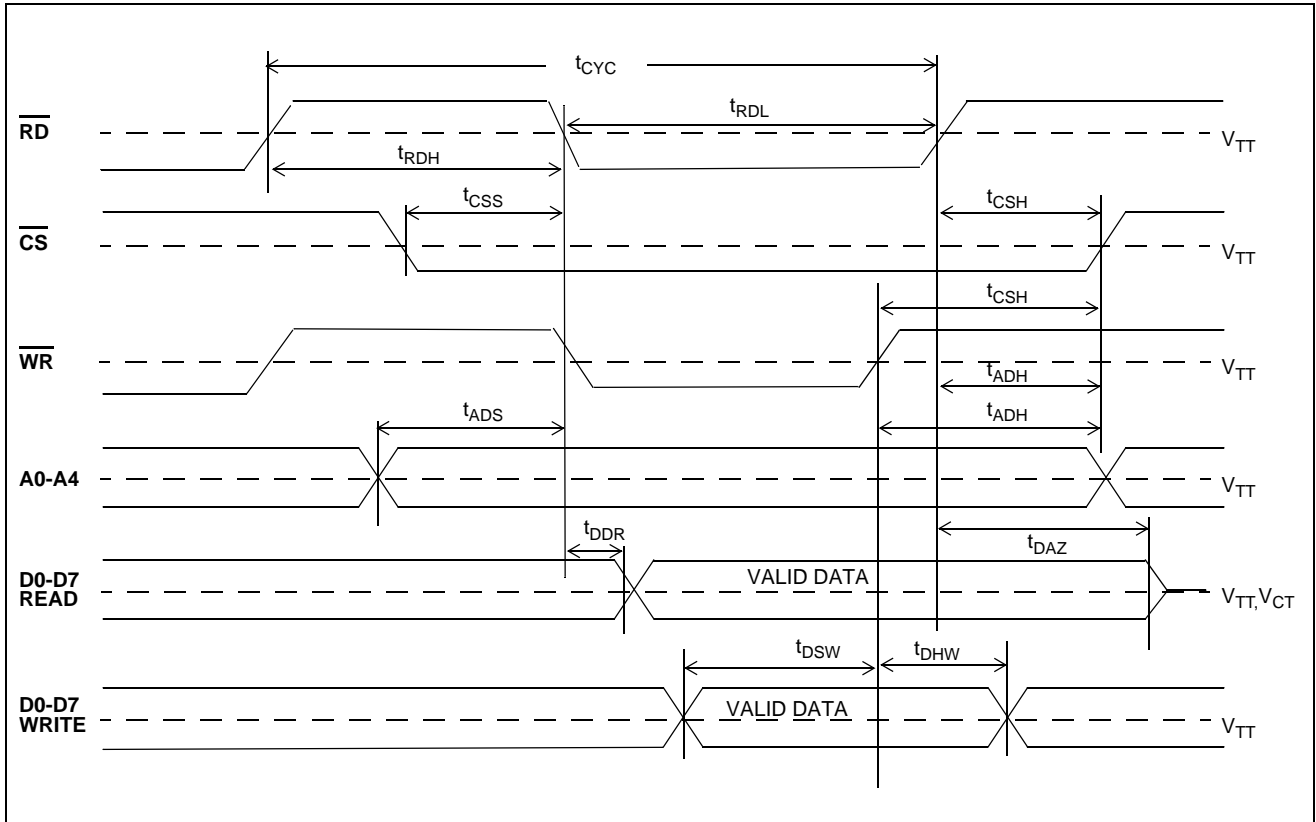 tCYC
RD
tRDL
VTT
tRDH
tCSS
tCSH
CS
VTT
tCSH
WR
VTT
tADH
tADS
tADH
A0-A4
VTT
tDDR
tDAZ
D0-D7
READ
VALID DATA
VTT,VCT
tDSW
tDHW
D0-D7
WRITE
VALID DATA
VTT